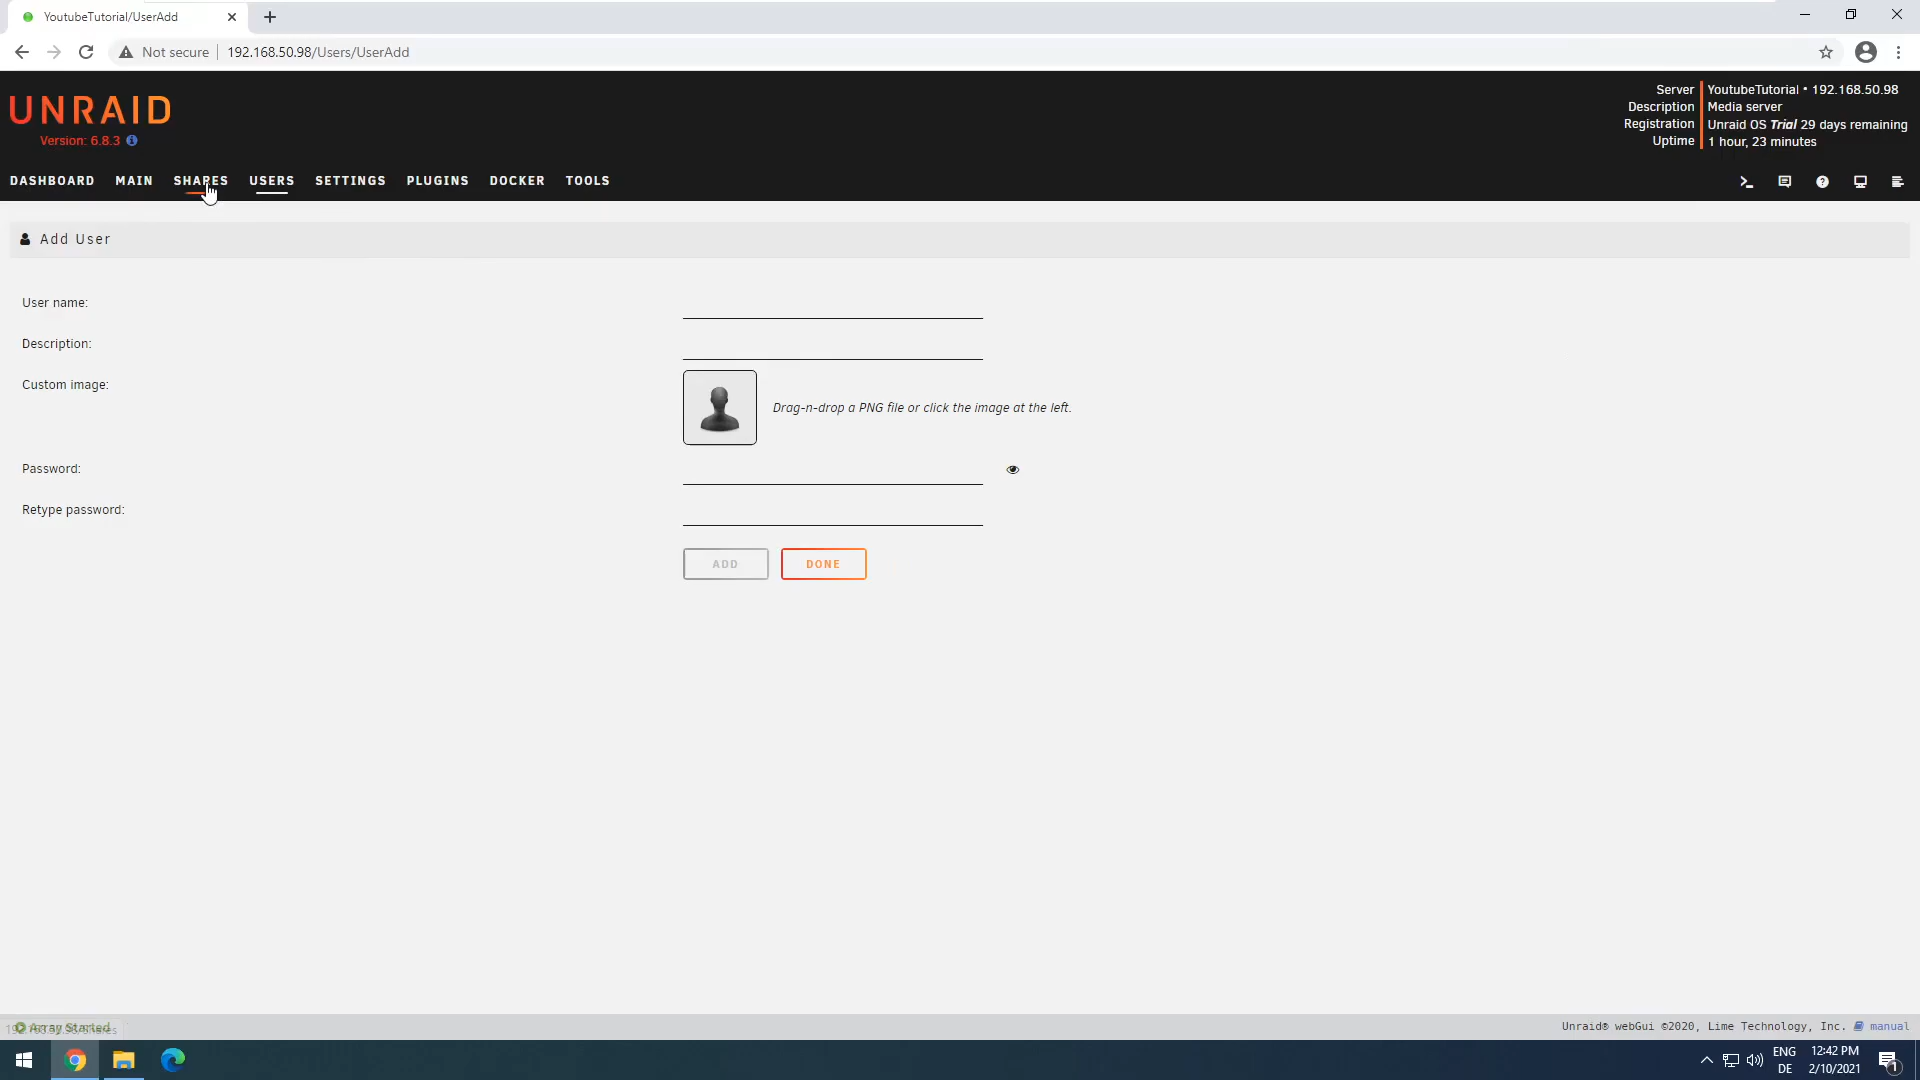 YoutubeTutorial/UserAdd
Not secure 192.168.50.98/Users/UserAdd
UNRAID
Version: 6.8.3
Server YoutubeTutorial • 192.168.50.98
Description Media server
Registration Unraid OS Trial 29 days remaining
Uptime 1 hour, 23 minutes
DASHBOARD MAIN SHARES USERS SETTINGS PLUGINS DOCKER TOOLS
Add User
User name:
Description:
Custom image:
Drag-n-drop a PNG file or click the image at the left.
Password:
Retype password:
ADD DONE
Array Started
Unraid® webGui ©2020, Lime Technology, Inc. manual
ENG 12:42 PM
DE 2/10/2021
1